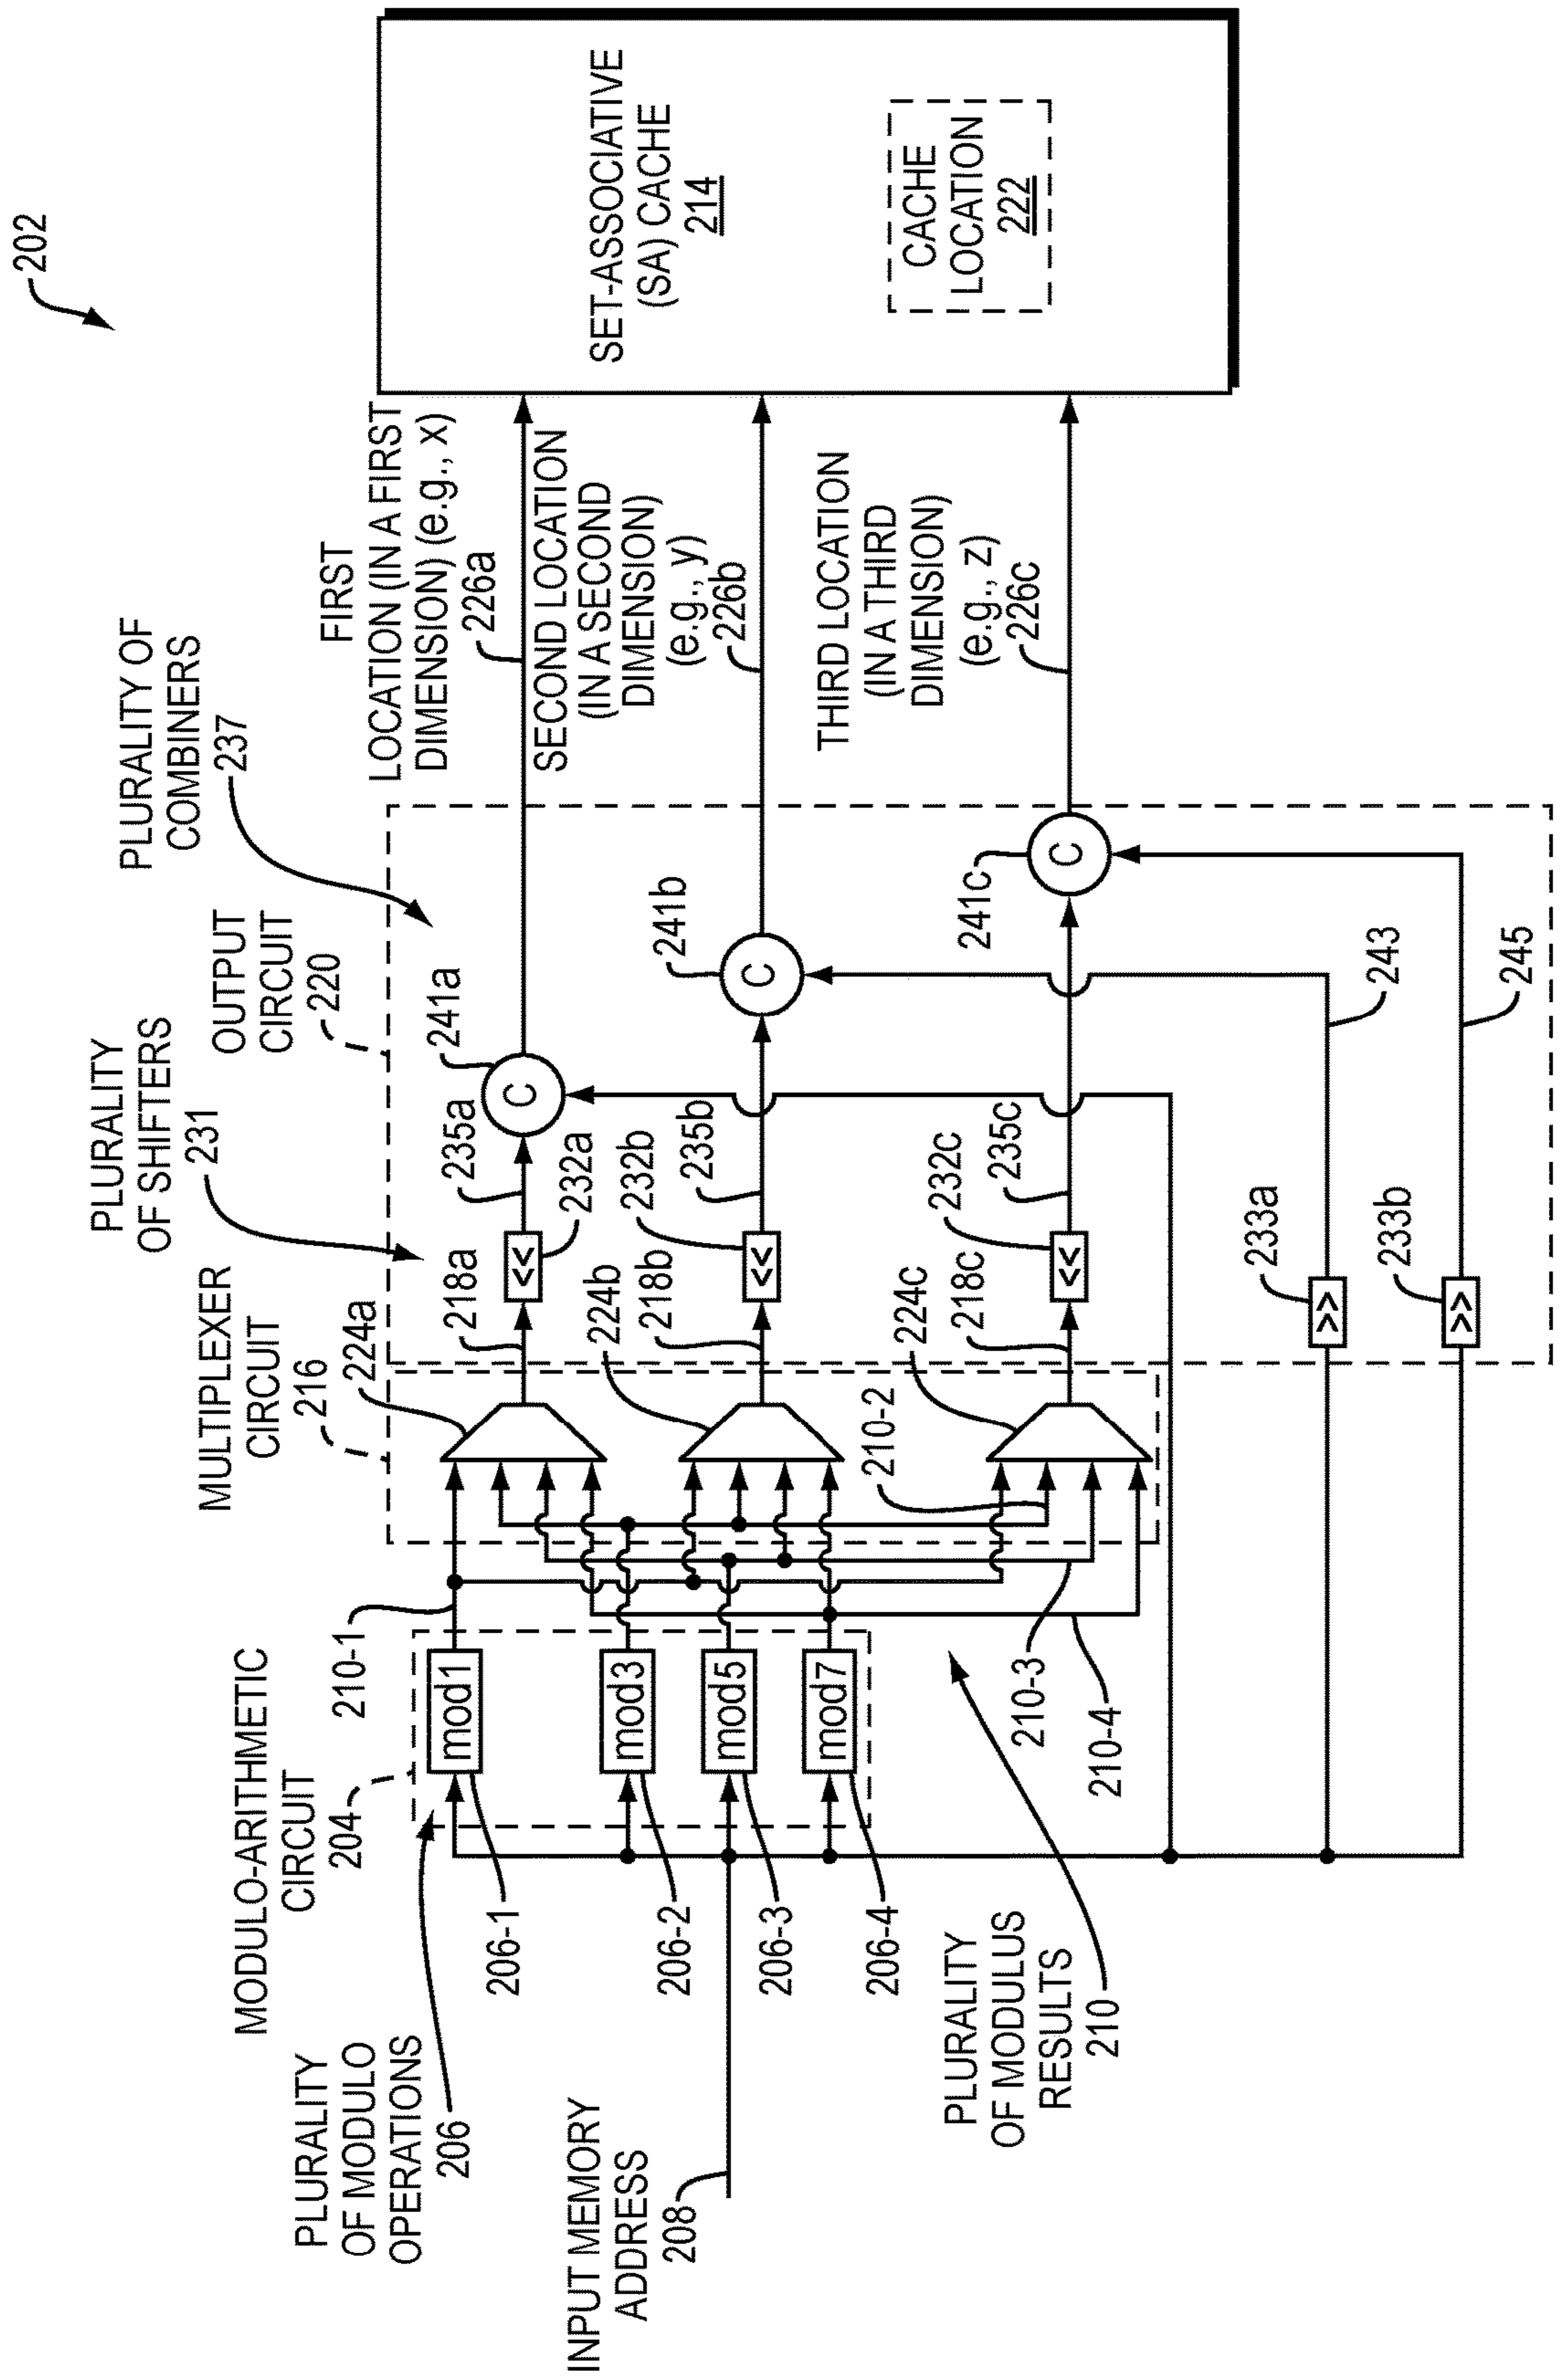 202
PLURALITY OF
COMBINERS
237
OUTPUT
CIRCUIT
220
PLURALITY
OF SHIFTERS
231
MULTIPLEXER
CIRCUIT
216
MODULO-ARITHMETIC
CIRCUIT
204
PLURALITY
OF MODULO
OPERATIONS
206
INPUT MEMORY
ADDRESS
208
mod1
mod3
mod5
mod7
206-1
206-2
206-3
206-4
210-1
210-2
210-3
210-4
PLURALITY
OF MODULUS
RESULTS
210
224a
224b
224c
218a
218b
218c
<<
<<
<<
232a
232b
232c
235a
235b
235c
>>
>>
233a
233b
C
C
C
241a
241b
241c
243
245
FIRST
LOCATION (IN A FIRST
DIMENSION) (e.g., x)
226a
SECOND LOCATION
(IN A SECOND
DIMENSION)
(e.g., y)
226b
THIRD LOCATION
(IN A THIRD
DIMENSION)
(e.g., z)
226c
SET-ASSOCIATIVE
(SA) CACHE
214
CACHE
LOCATION
222